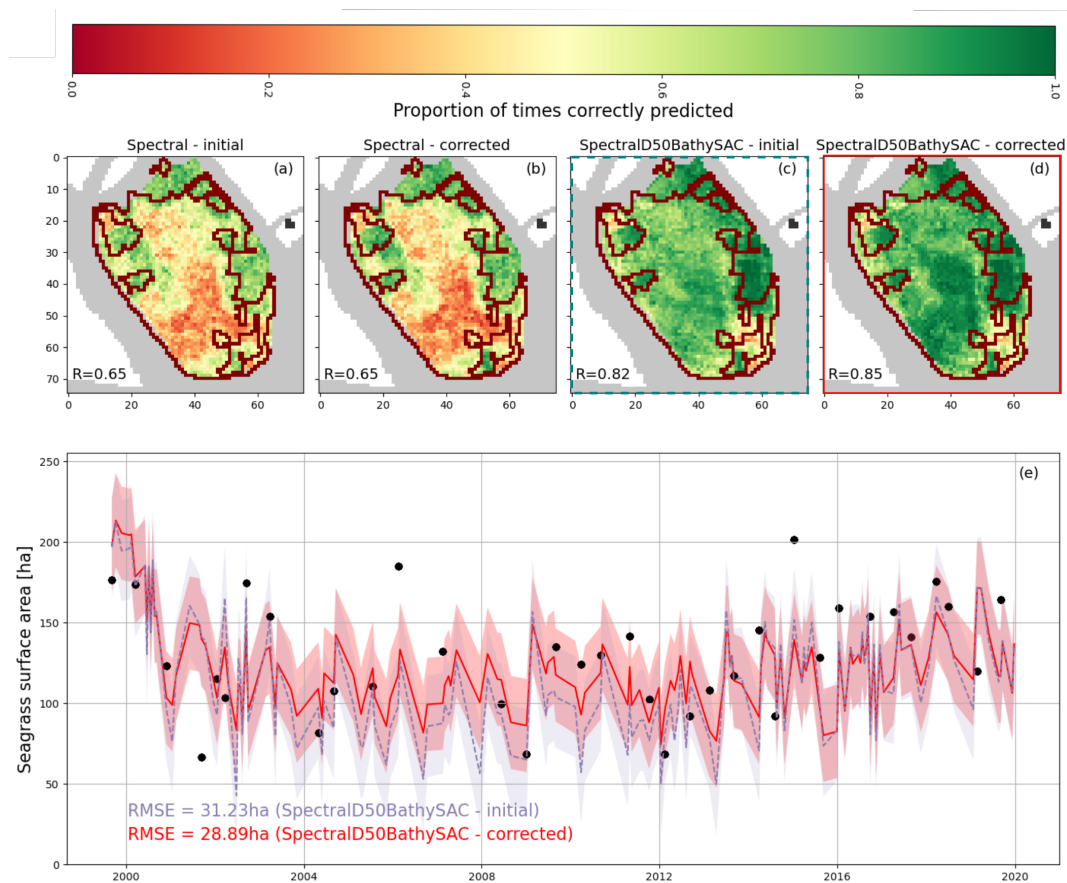 0.0 0.2 0.4 0.6 0.8 1.0
Proportion of times correctly predicted
Spectral - initial Spectral - corrected SpectralD50BathySAC - initial SpectralD50BathySAC - corrected
0 (a) (b) (c) (d)
10
20
30
40
50
60
70 R=0.65 R=0.65 R=0.82 R=0.85
0 20 40 60 0 20 40 60 0 20 40 60 0 20 40 60
250 (e)
200
150
100
50
0
Seagrass surface area [ha]
RMSE = 31.23ha (SpectralD50BathySAC - initial)
RMSE = 28.89ha (SpectralD50BathySAC - corrected)
2000 2004 2008 2012 2016 2020